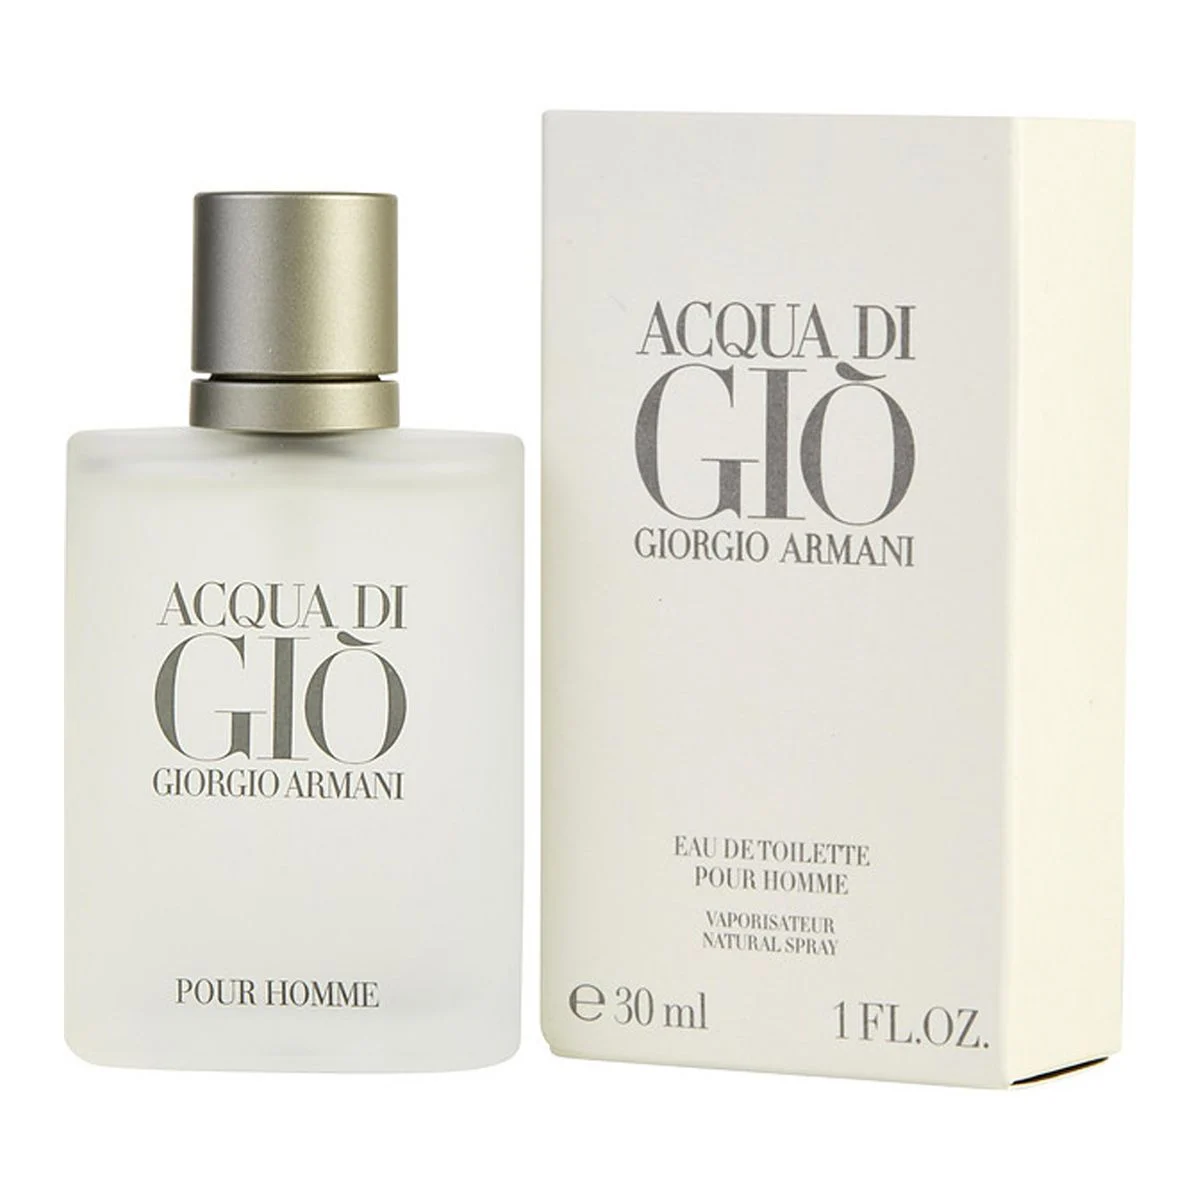 ACQUA DI
GIÒ
GIORGIO ARMANI
POUR HOMME
ACQUA DI
GIÒ
GIORGIO ARMANI
EAU DE TOILETTE
POUR HOMME
VAPORISATEUR
NATURAL SPRAY
℮ 30 ml 1 FL.OZ.